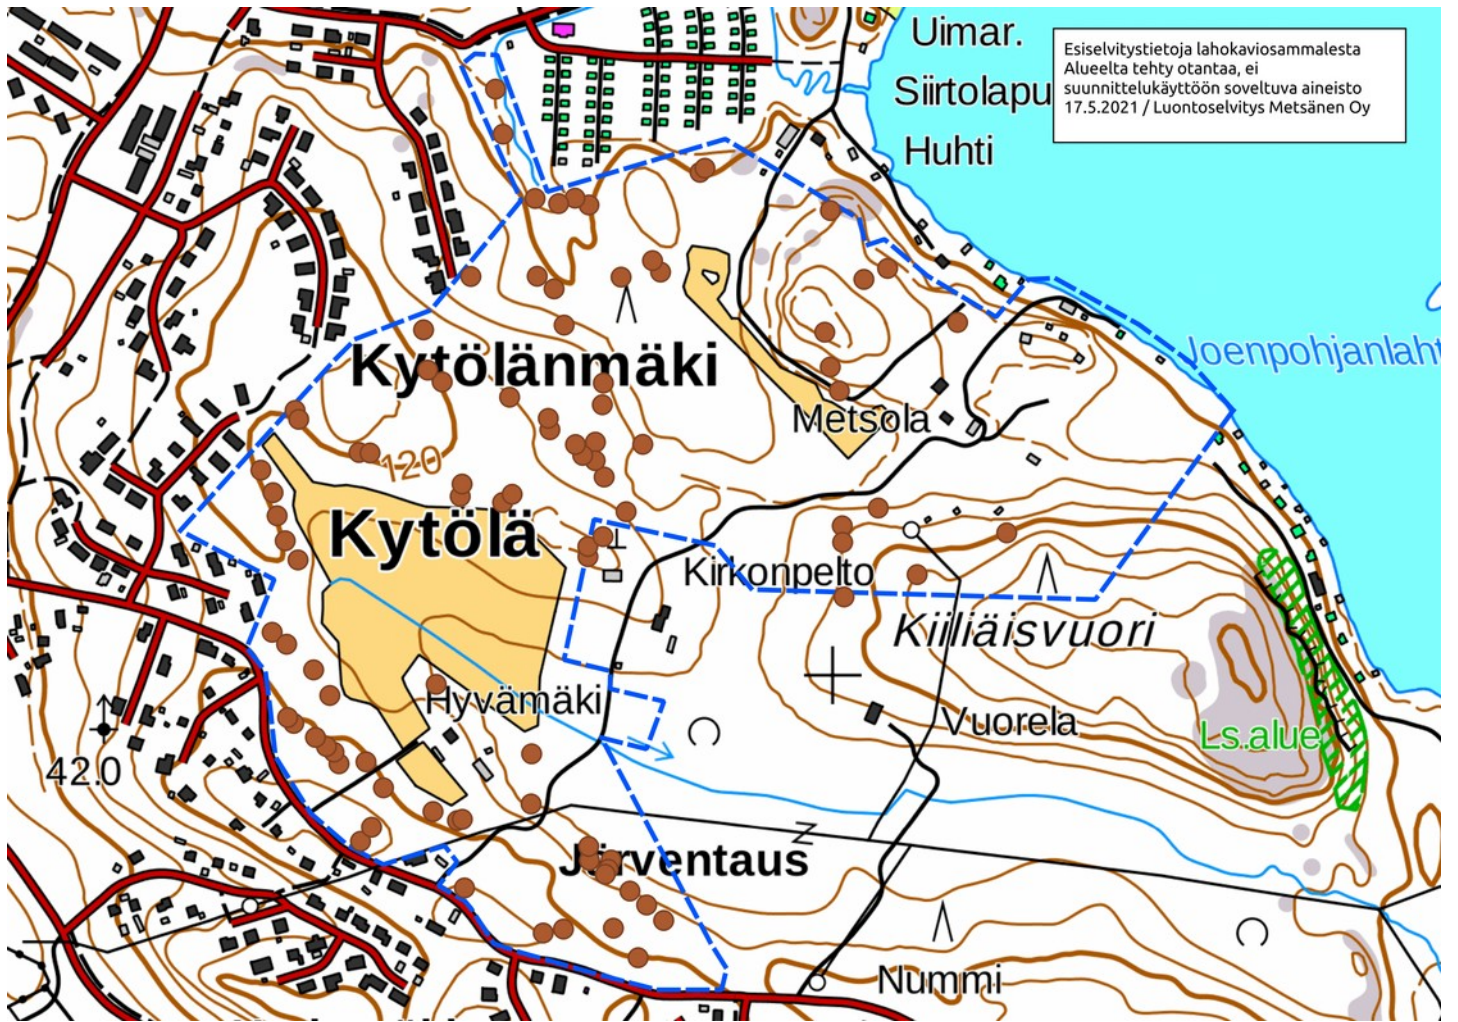 Uimar.
Siirtolapu
Huhti
Esiselvitystietoja lahokaviosammalesta
Alueelta tehty otantaa, ei
suunnittelukäyttöön soveltuva aineisto
17.5.2021 / Luontoselvitys Metsänen Oy
Joenpohjanlaht
Kytölänmäki
Metsola
120
Kytölä
Kirkonpelto
Kiiliäisvuori
Hyvämäki
Vuorela
Ls.alue
42.0
Z
Järventaus
Nummi